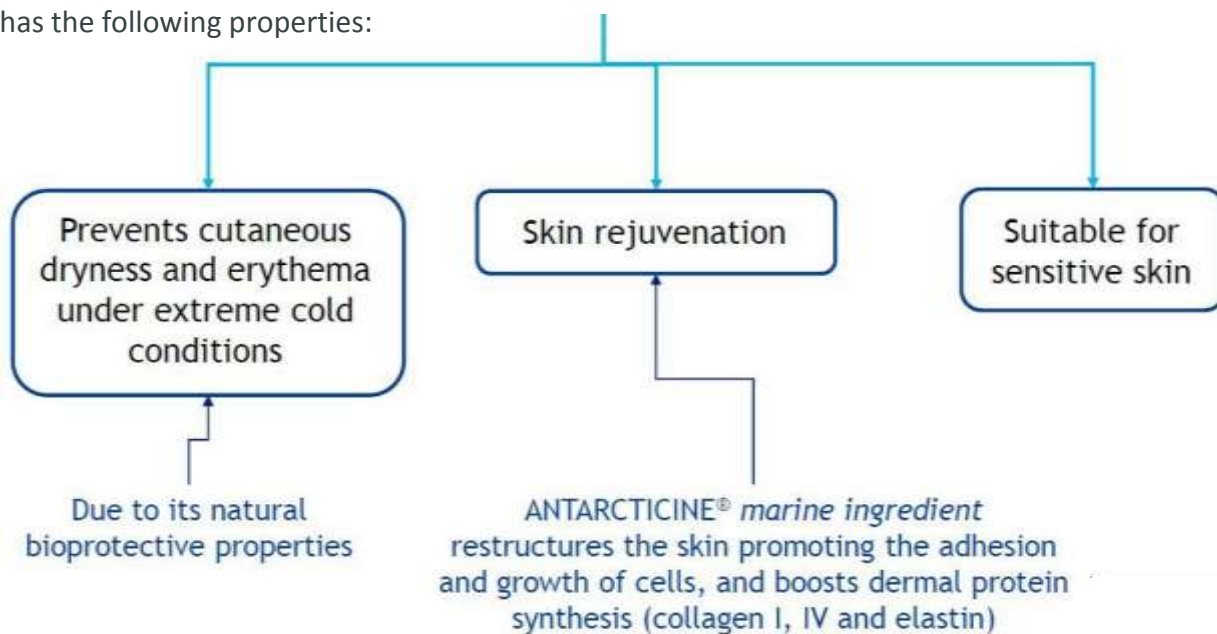 has the following properties:
Prevents cutaneous
dryness and erythema
under extreme cold
conditions
Skin rejuvenation
Suitable for
sensitive skin
Due to its natural
bioprotective properties
ANTARCTICINE® marine ingredient
restructures the skin promoting the adhesion
and growth of cells, and boosts dermal protein
synthesis (collagen I, IV and elastin)